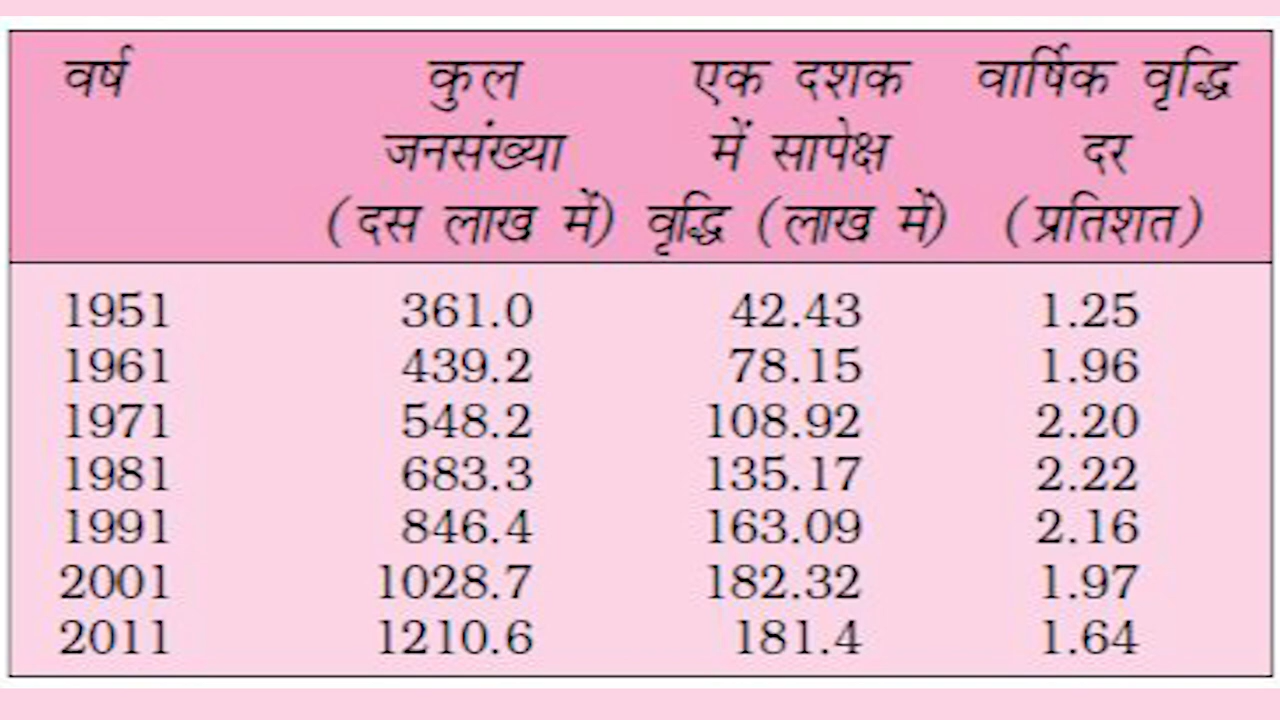 वर्ष कुल एक दशक वार्षिक वृद्धि
जनसंख्या में सापेक्ष दर
(दस लाख में) वृद्धि (लाख में) (प्रतिशत)
1951 361.0 42.43 1.25
1961 439.2 78.15 1.96
1971 548.2 108.92 2.20
1981 683.3 135.17 2.22
1991 846.4 163.09 2.16
2001 1028.7 182.32 1.97
2011 1210.6 181.4 1.64